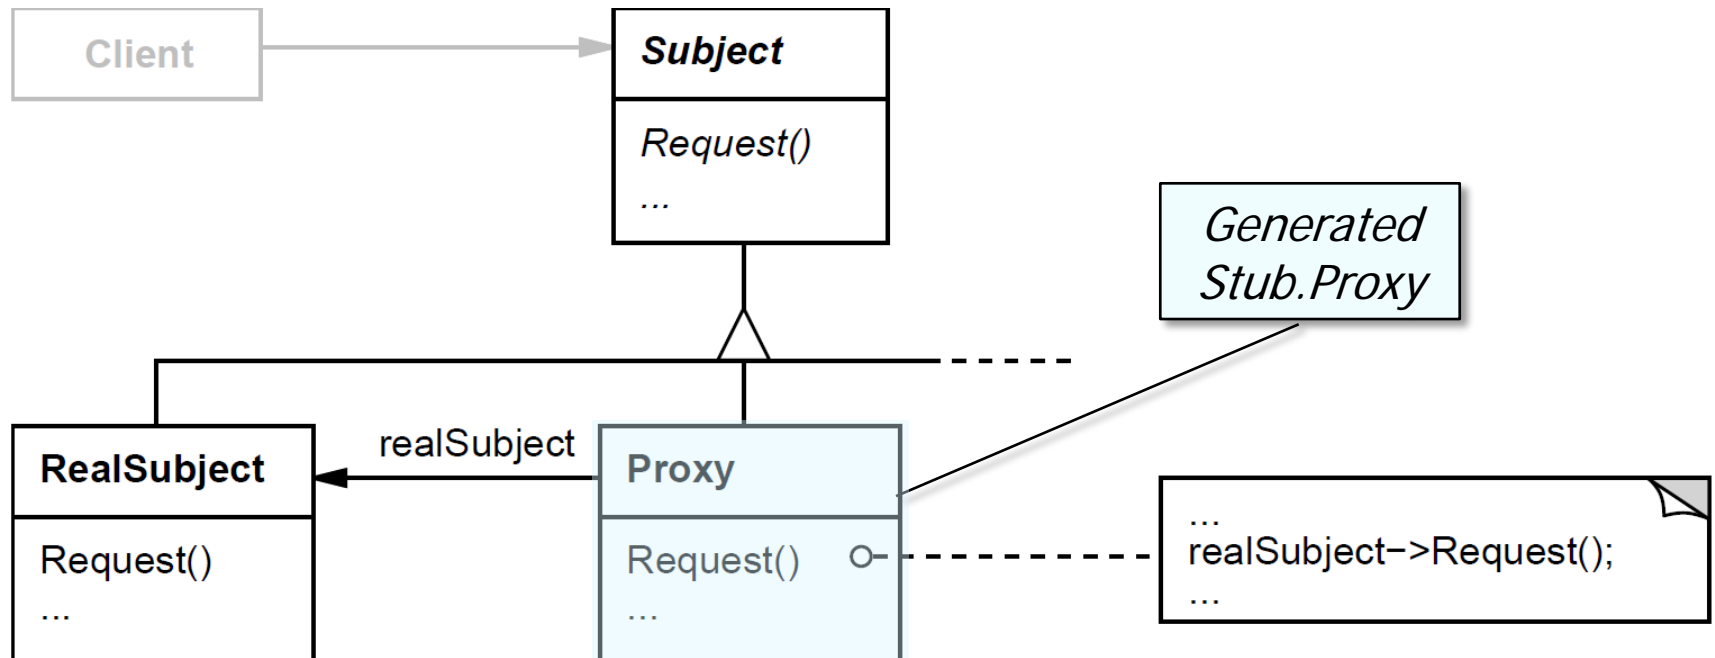 Client
Subject
Request()
...
Generated
Stub.Proxy
realSubject
RealSubject
Proxy
Request()
...
Request()
...
...
realSubject−>Request();
...